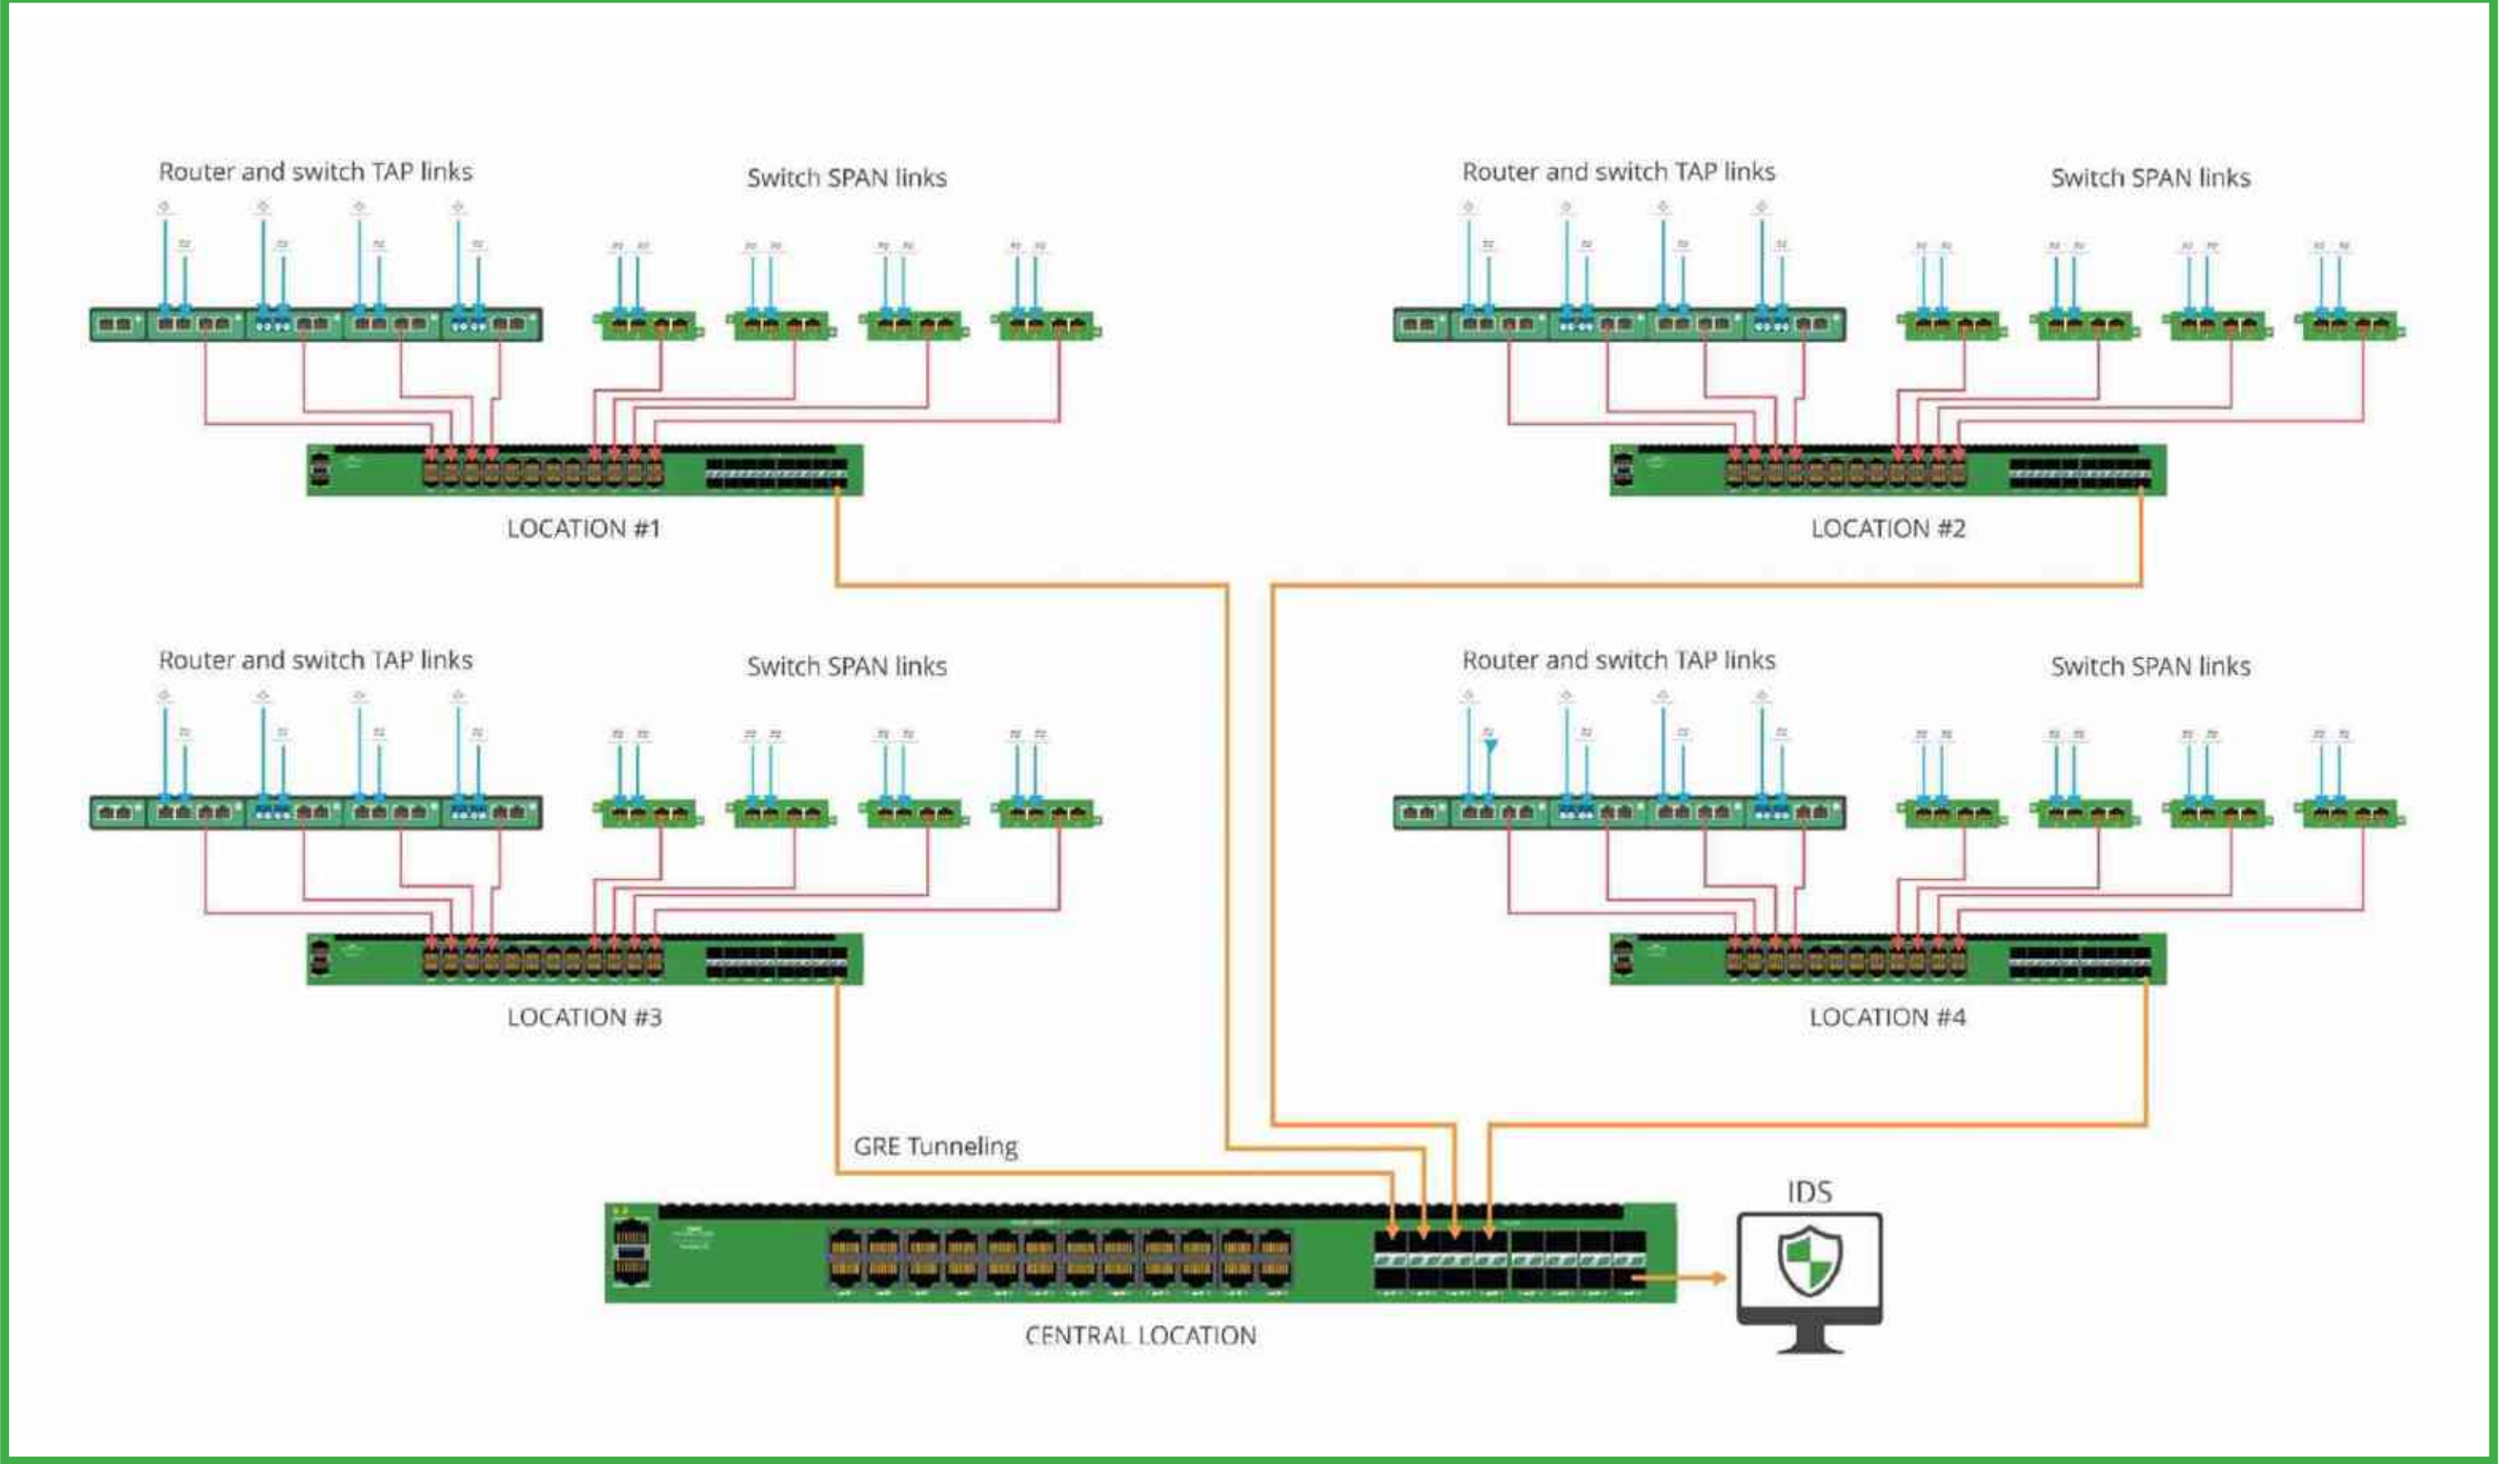 Router and switch TAP links
Switch SPAN links
Router and switch TAP links
Switch SPAN links
LOCATION #1
LOCATION #2
Router and switch TAP links
Switch SPAN links
Router and switch TAP links
Switch SPAN links
LOCATION #3
LOCATION #4
GRE Tunneling
IDS
CENTRAL LOCATION